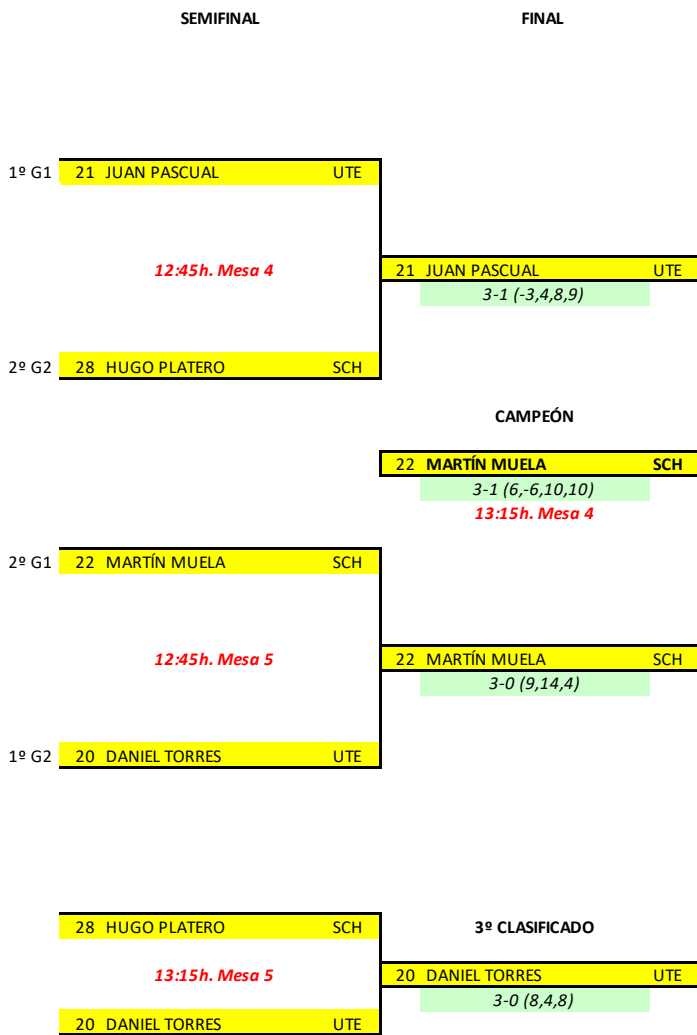 SEMIFINAL FINAL
1º G1 21 JUAN PASCUAL UTE
12:45h. Mesa 4 21 JUAN PASCUAL UTE
3-1 (-3,4,8,9)
2º G2 28 HUGO PLATERO SCH
CAMPEÓN
22 MARTÍN MUELA SCH
3-1 (6,-6,10,10)
13:15h. Mesa 4
2º G1 22 MARTÍN MUELA SCH
12:45h. Mesa 5 22 MARTÍN MUELA SCH
3-0 (9,14,4)
1º G2 20 DANIEL TORRES UTE
28 HUGO PLATERO SCH 3º CLASIFICADO
13:15h. Mesa 5 20 DANIEL TORRES UTE
3-0 (8,4,8)
20 DANIEL TORRES UTE